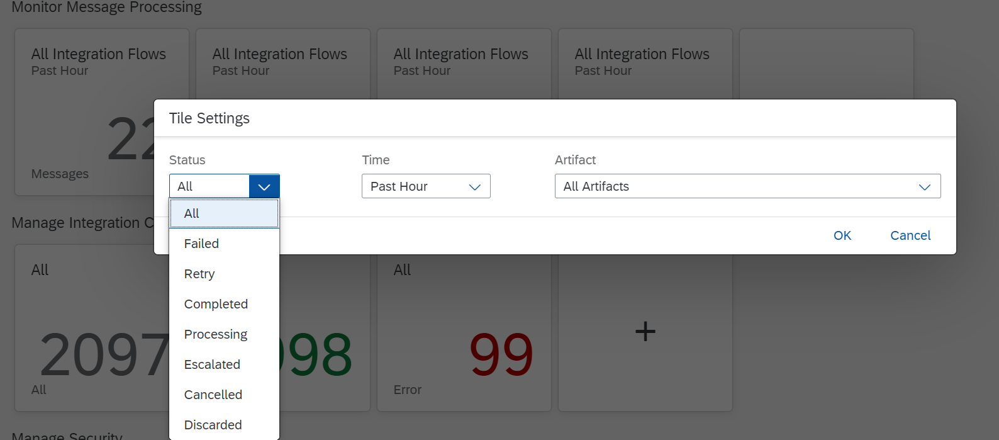 Monitor Message Processing
All Integration Flows
Past Hour
All Integration Flows
Past Hour
All Integration Flows
Past Hour
All Integration Flows
Past Hour
Messages
Tile Settings
Status
Time
Artifact
All
Past Hour
All Artifacts
All
Failed
Retry
Completed
Processing
Escalated
Cancelled
Discarded
OK
Cancel
Manage Integration
All
2097
All
98
All
99
Error
+
Manage Security